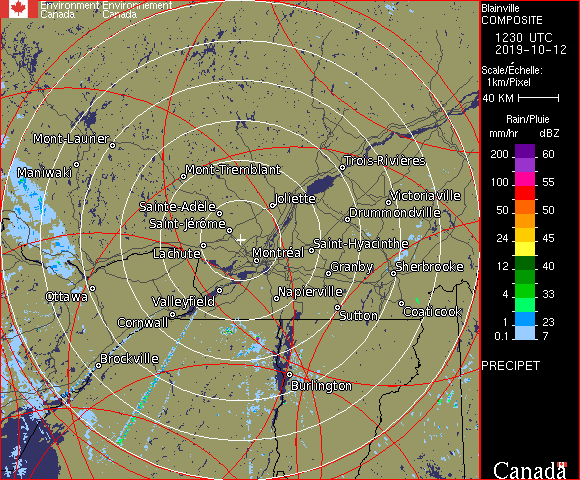 Environment Environnement
Canada Canada
Blainville
COMPOSITE
1230 UTC
2019-10-12
Scale/Échelle:
1km/Pixel
40 KM
Rain/Pluie
mm/hr dBZ
200 60
100 55
50 50
24 45
12 40
4 33
1 23
0.1 7
PRECIPET
Canada
Mont-Laurier
Maniwaki
Mont-Tremblant
Trois-Rivières
Sainte-Adèle
Joliette
Victoriaville
Saint-Jérôme
Drummondville
Lachute
Montréal
Saint-Hyacinthe
Granby
Sherbrooke
Ottawa
Valleyfield
Napierville
Cornwall
Sutton
Coaticook
Brockville
Burlington